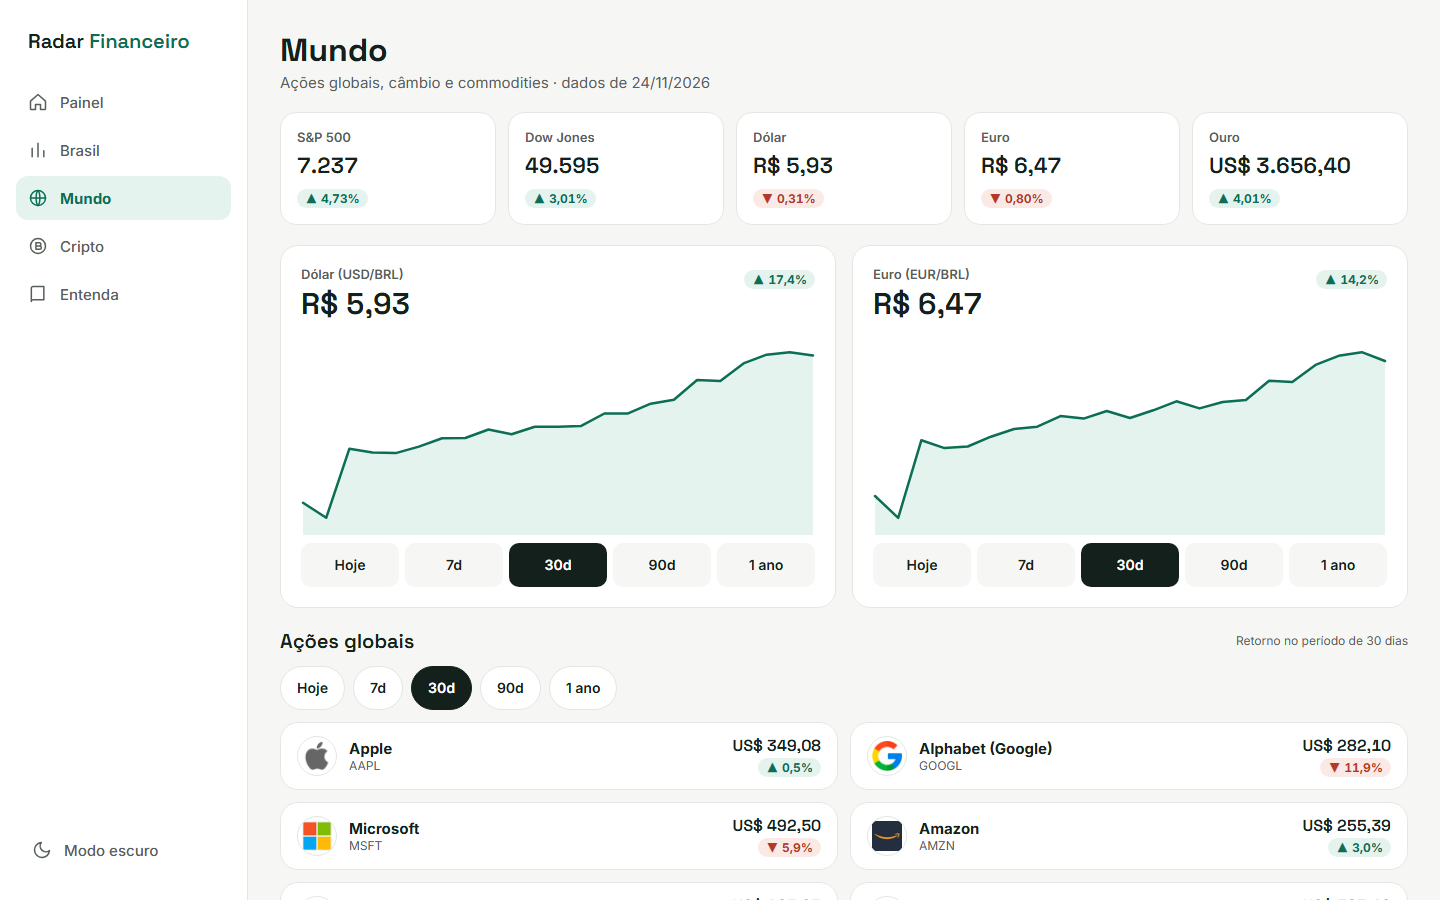 Radar Financeiro
Painel
Brasil
Mundo
Cripto
Entenda
Modo escuro
Mundo
Ações globais, câmbio e commodities · dados de 24/11/2026
S&P 500
7.237
▲ 4,73%
Dow Jones
49.595
▲ 3,01%
Dólar
R$ 5,93
▼ 0,31%
Euro
R$ 6,47
▼ 0,80%
Ouro
US$ 3.656,40
▲ 4,01%
Dólar (USD/BRL)
R$ 5,93
▲ 17,4%
Hoje 7d 30d 90d 1 ano
Euro (EUR/BRL)
R$ 6,47
▲ 14,2%
Hoje 7d 30d 90d 1 ano
Ações globais
Retorno no período de 30 dias
Hoje 7d 30d 90d 1 ano
Apple
AAPL
US$ 349,08
▲ 0,5%
Alphabet (Google)
GOOGL
US$ 282,10
▼ 11,9%
Microsoft
MSFT
US$ 492,50
▼ 5,9%
Amazon
AMZN
US$ 255,39
▲ 3,0%